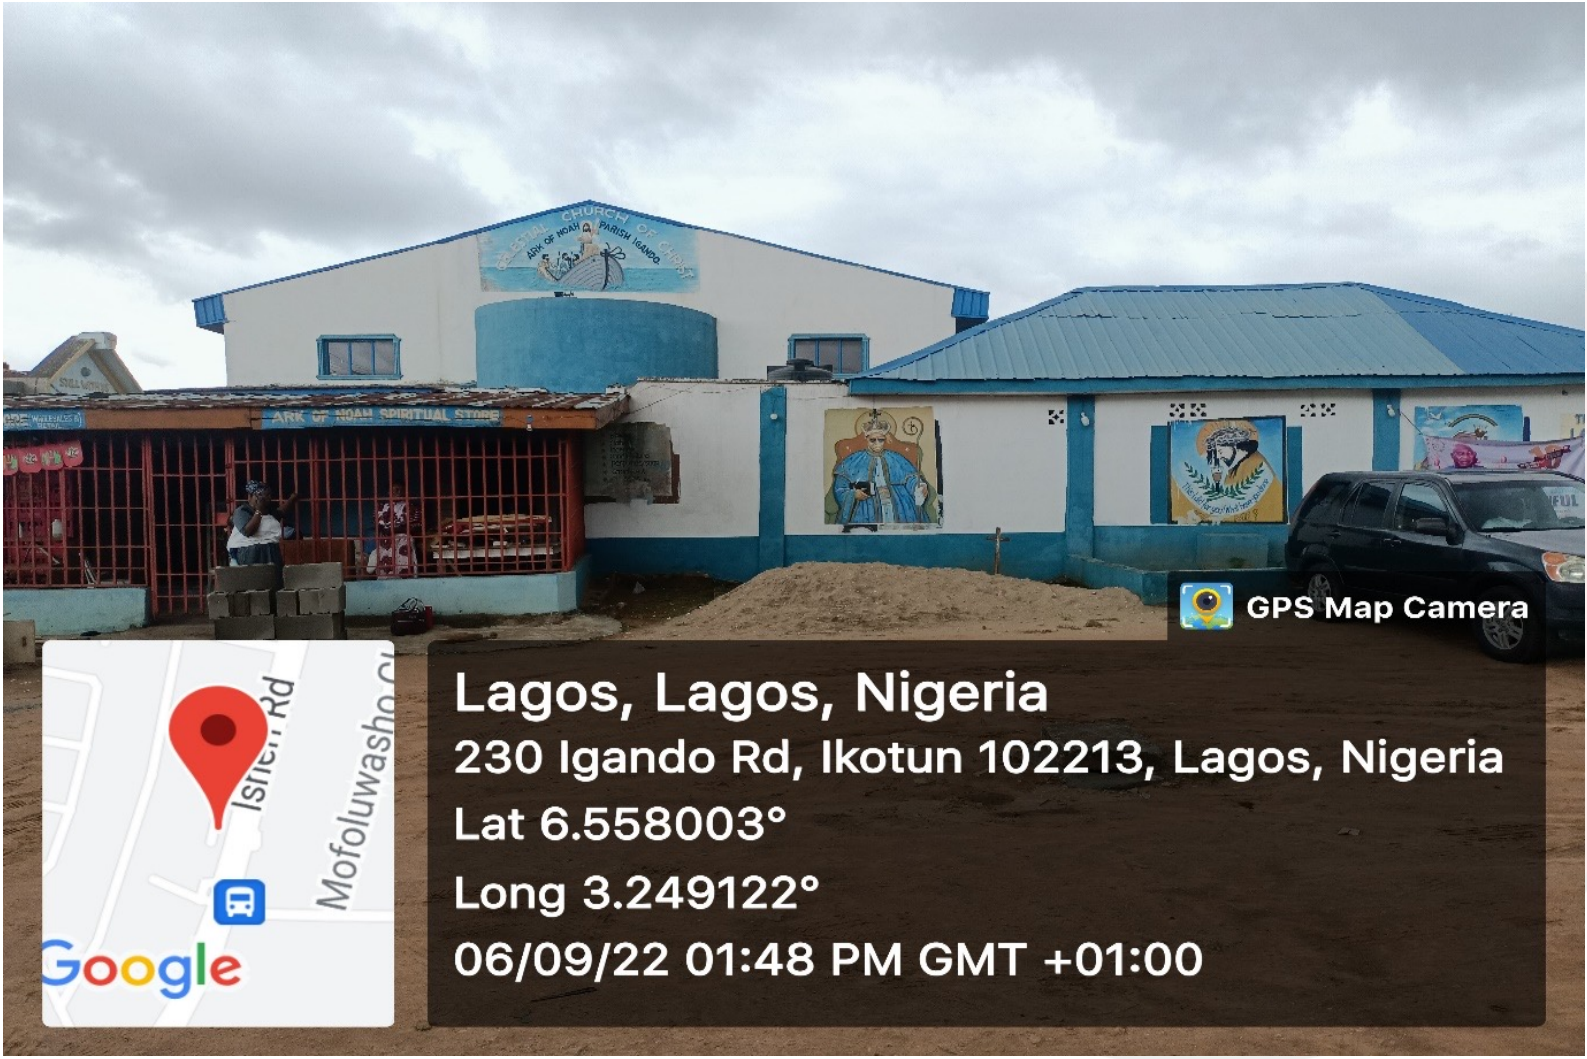 CELESTIAL CHURCH OF CHRIST
ARK OF NOAH PARISH IGANDO.
ARK OF NOAH SPIRITUAL STORE
GPS Map Camera
Isheri Rd
Mofoluwasho Cl
Google
Lagos, Lagos, Nigeria
230 Igando Rd, Ikotun 102213, Lagos, Nigeria
Lat 6.558003°
Long 3.249122°
06/09/22 01:48 PM GMT +01:00